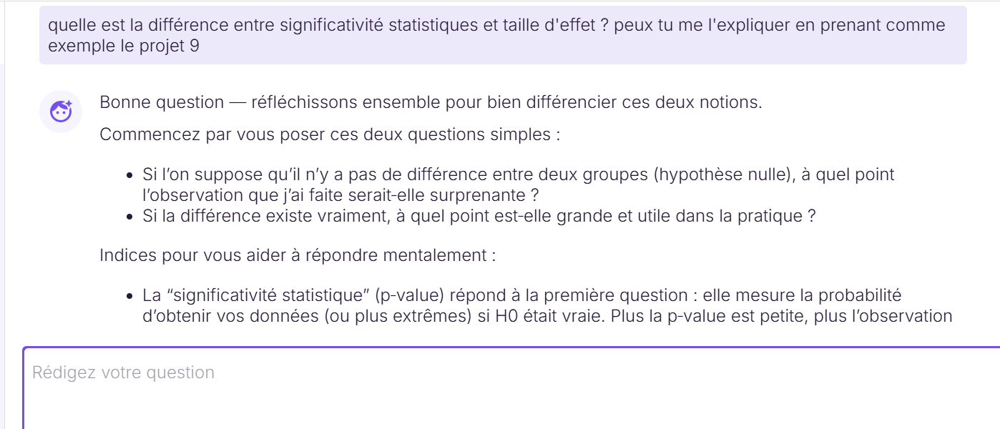 quelle est la différence entre significativité statistiques et taille d'effet ? peux tu me l'expliquer en prenant comme
exemple le projet 9
Bonne question — réfléchissons ensemble pour bien différencier ces deux notions.
Commencez par vous poser ces deux questions simples :
• Si l’on suppose qu’il n’y a pas de différence entre deux groupes (hypothèse nulle), à quel point
l’observation que j’ai faite serait-elle surprenante ?
• Si la différence existe vraiment, à quel point est-elle grande et utile dans la pratique ?
Indices pour vous aider à répondre mentalement :
• La “significativité statistique” (p-value) répond à la première question : elle mesure la probabilité
d’obtenir vos données (ou plus extrêmes) si H0 était vraie. Plus la p-value est petite, plus l’observation
Rédigez votre question